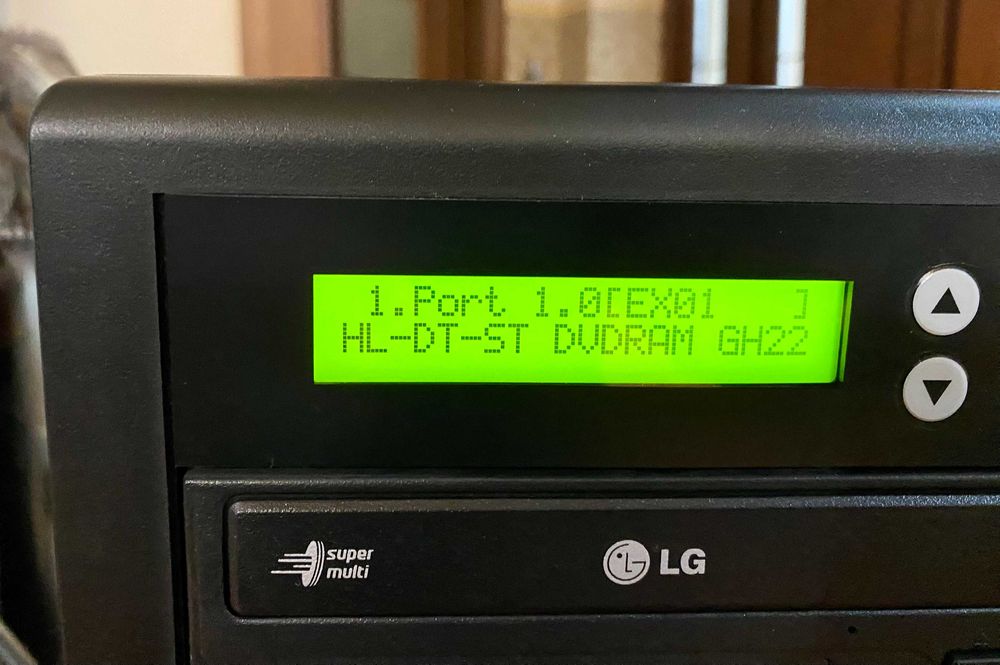 1.Port 1.0[EX01 ]
HL-DT-ST DVDRAM GH22
super
multi
LG